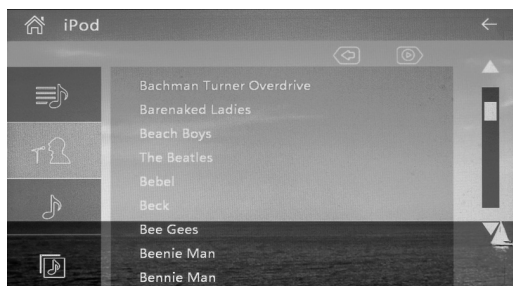 iPod
Bachman Turner Overdrive
Barenaked Ladies
Beach Boys
The Beatles
Bebel
Beck
Bee Gees
Beenie Man
Bennie Man